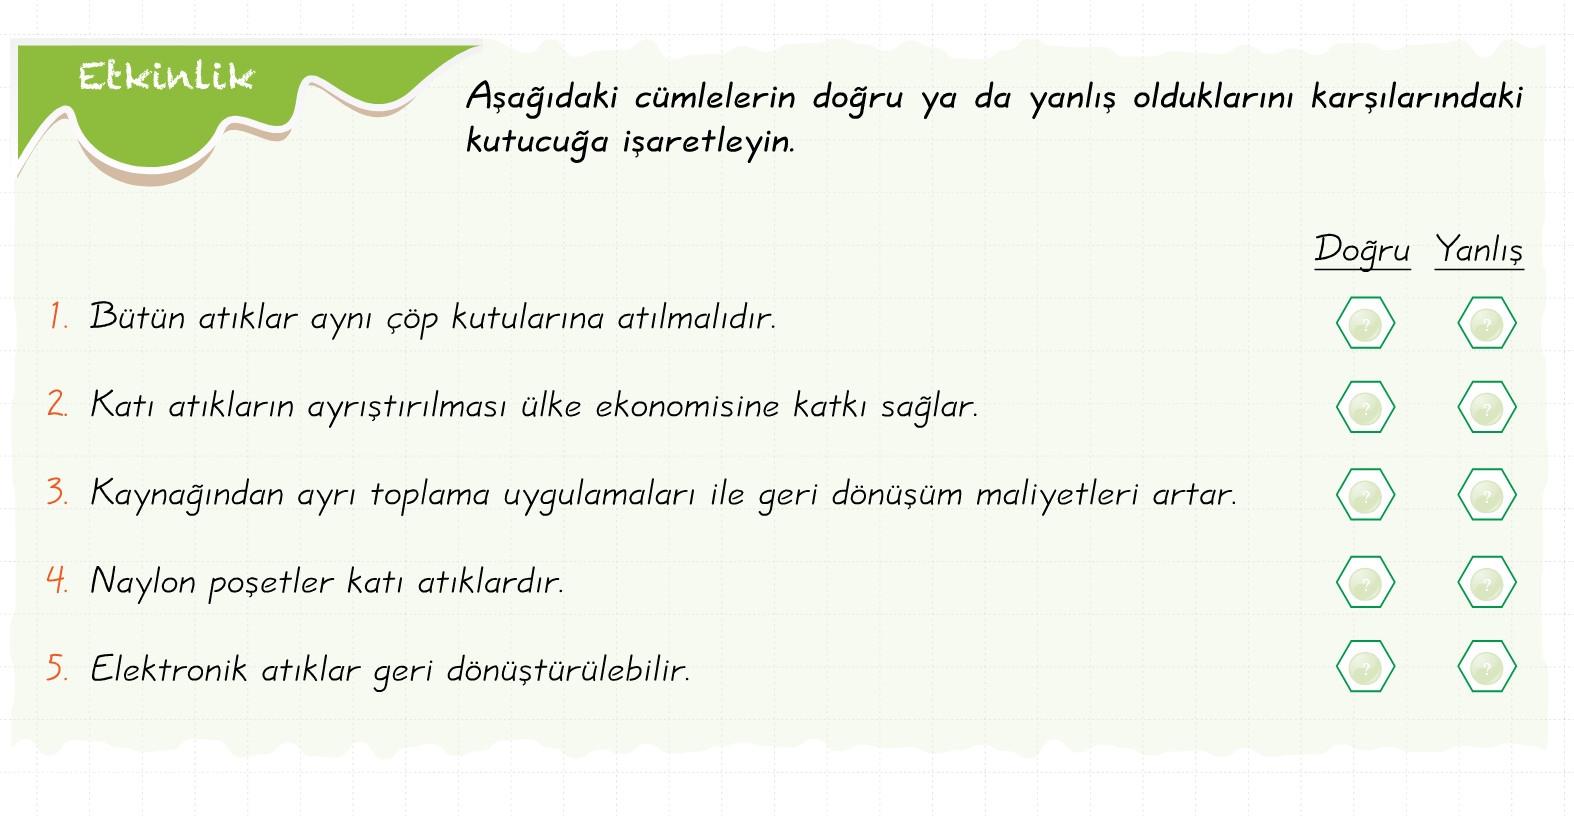 Etkinlik
Aşağıdaki cümlelerin doğru ya da yanlış olduklarını karşılarındaki
kutucuğa işaretleyin.
Doğru Yanlış
1. Bütün atıklar aynı çöp kutularına atılmalıdır. ? ?
2. Katı atıkların ayrıştırılması ülke ekonomisine katkı sağlar. ? ?
3. Kaynağından ayrı toplama uygulamaları ile geri dönüşüm maliyetleri artar. ? ?
4. Naylon poşetler katı atıklardır. ? ?
5. Elektronik atıklar geri dönüştürülebilir. ? ?